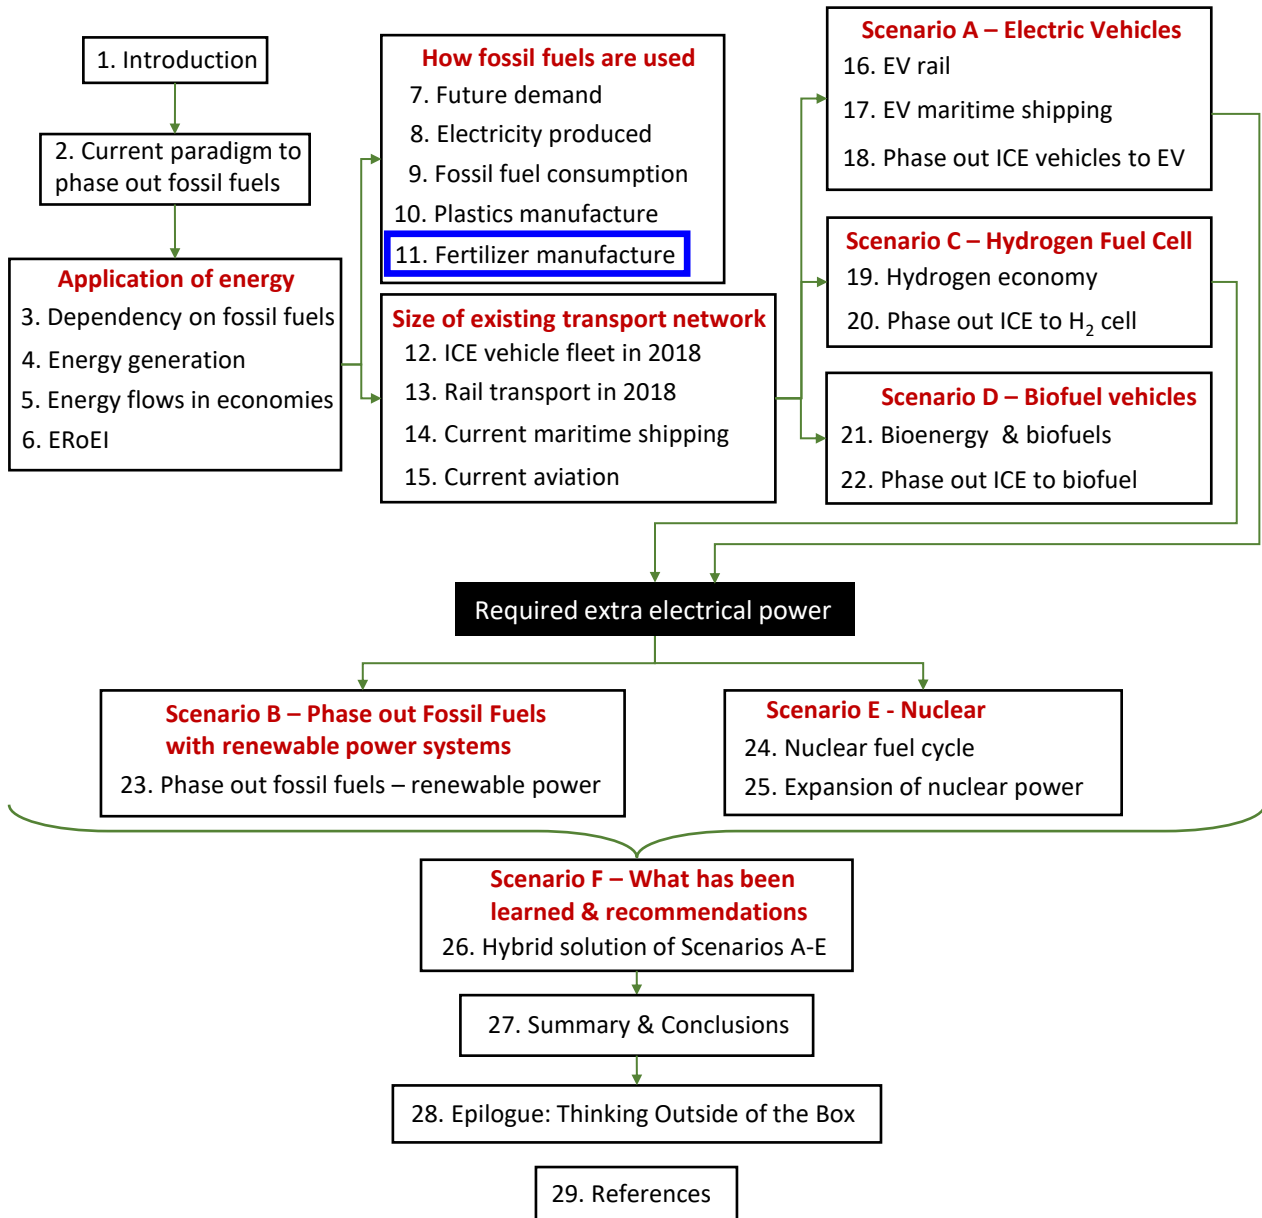 1. Introduction
2. Current paradigm to
phase out fossil fuels
Application of energy
3. Dependency on fossil fuels
4. Energy generation
5. Energy flows in economies
6. ERoEI
How fossil fuels are used
7. Future demand
8. Electricity produced
9. Fossil fuel consumption
10. Plastics manufacture
11. Fertilizer manufacture
Size of existing transport network
12. ICE vehicle fleet in 2018
13. Rail transport in 2018
14. Current maritime shipping
15. Current aviation
Scenario A – Electric Vehicles
16. EV rail
17. EV maritime shipping
18. Phase out ICE vehicles to EV
Scenario C – Hydrogen Fuel Cell
19. Hydrogen economy
20. Phase out ICE to H₂ cell
Scenario D – Biofuel vehicles
21. Bioenergy & biofuels
22. Phase out ICE to biofuel
Required extra electrical power
Scenario B – Phase out Fossil Fuels
with renewable power systems
23. Phase out fossil fuels – renewable power
Scenario E - Nuclear
24. Nuclear fuel cycle
25. Expansion of nuclear power
Scenario F – What has been
learned & recommendations
26. Hybrid solution of Scenarios A-E
27. Summary & Conclusions
28. Epilogue: Thinking Outside of the Box
29. References